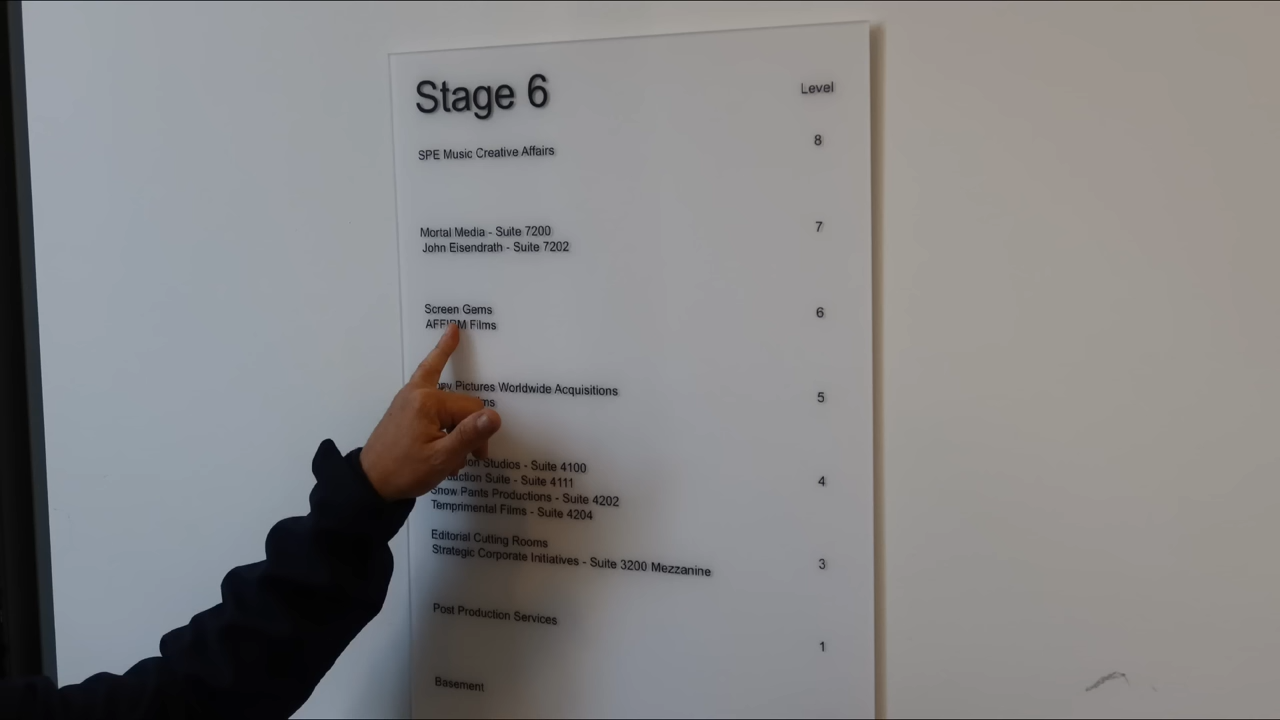 Stage 6
Level
SPE Music Creative Affairs
8
Mortal Media - Suite 7200
7
John Eisendrath - Suite 7202
Screen Gems
6
AFFIRM Films
Pictures Worldwide Acquisitions
5
Studios - Suite 4100
Suite - Suite 4111
4
Snow Pants Productions - Suite 4202
Temprimental Films - Suite 4204
Editorial Cutting Rooms
Strategic Corporate Initiatives - Suite 3200 Mezzanine
3
Post Production Services
1
Basement